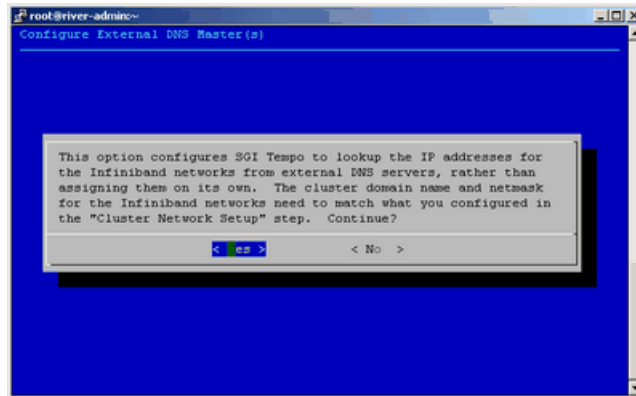 root@river-admin:~
Configure External DNS Master(s)
This option configures SGI Tempo to lookup the IP addresses for
the Infiniband networks from external DNS servers, rather than
assigning them on its own.  The cluster domain name and netmask
for the Infiniband networks need to match what you configured in
the "Cluster Network Setup" step.  Continue?
< Yes > < No >